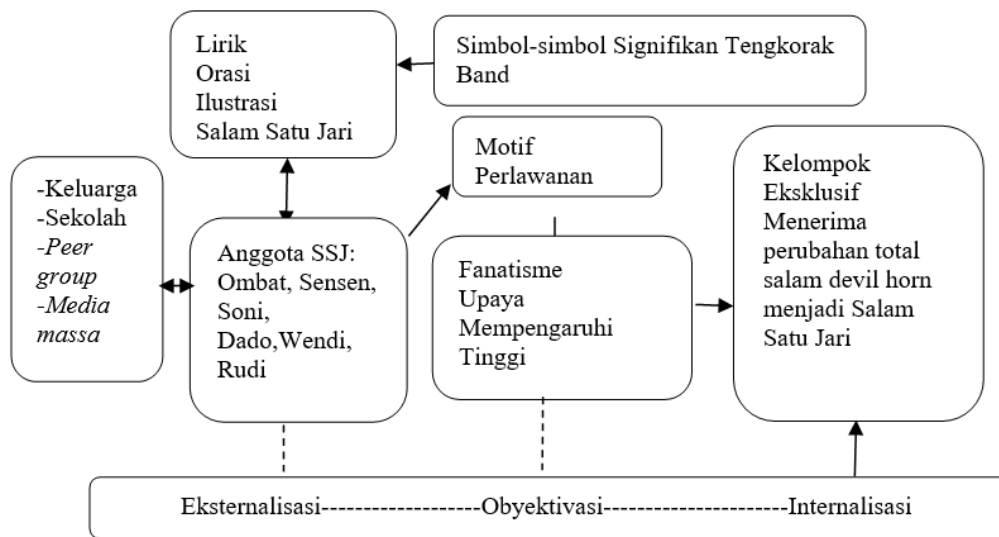 Lirik
Orasi
Ilustrasi
Salam Satu Jari
Simbol-simbol Signifikan Tengkorak
Band
Motif
Perlawanan
-Keluarga
-Sekolah
-Peer
group
-Media
massa
Anggota SSJ:
Ombat, Sensen,
Soni,
Dado,Wendi,
Rudi
Fanatisme
Upaya
Mempengaruhi
Tinggi
Kelompok
Eksklusif
Menerima
perubahan total
salam devil horn
menjadi Salam
Satu Jari
Eksternalisasi-------------------Obyektivasi---------------------Internalisasi